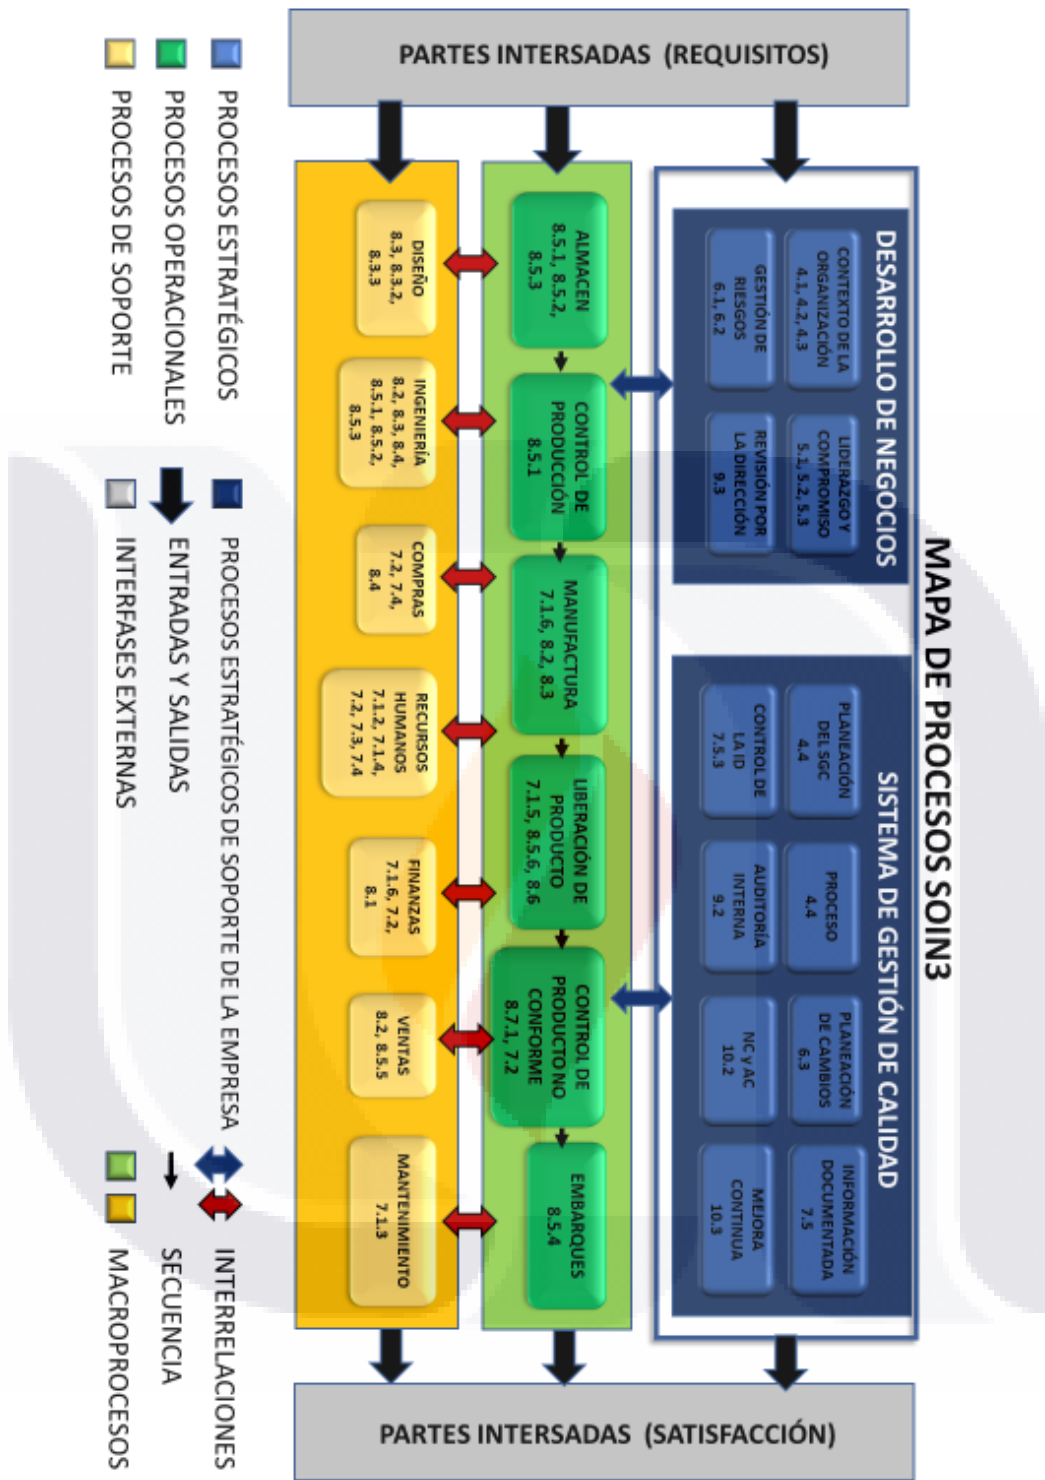 MAPA DE PROCESOS SOIN3
PARTES INTERSADAS (REQUISITOS)
DESARROLLO DE NEGOCIOS
CONTEXTO DE LA
ORGANIZACIÓN
4.1, 4.2, 4.3
LIDERAZGO Y
COMPROMISO
5.1, 5.2, 5.3
GESTIÓN DE
RIESGOS
6.1, 6.2
REVISIÓN POR
LA DIRECCIÓN
9.3
SISTEMA DE GESTIÓN DE CALIDAD
PLANEACIÓN
DEL SGC
4.4
PROCESO
4.4
PLANEACIÓN
DE CAMBIOS
6.3
INFORMACIÓN
DOCUMENTADA
7.5
CONTROL DE
LA ID
7.5.3
AUDITORÍA
INTERNA
9.2
NC y AC
10.2
MEJORA
CONTINUA
10.3
ALMACEN
8.5.1, 8.5.2,
8.5.3
CONTROL DE
PRODUCCIÓN
8.5.1
MANUFACTURA
7.1.6, 8.2, 8.3
LIBERACIÓN DE
PRODUCTO
7.1.5, 8.5.6, 8.6
CONTROL DE
PRODUCTO NO
CONFORME
8.7.1, 7.2
EMBARQUES
8.5.4
DISEÑO
8.3, 8.3.2,
8.3.3
INGENIERÍA
8.2, 8.3, 8.4,
8.5.1, 8.5.2,
8.5.3
COMPRAS
7.2, 7.4,
8.4
RECURSOS
HUMANOS
7.1.2, 7.1.4,
7.2, 7.3, 7.4
FINANZAS
7.1.6, 7.2,
8.1
VENTAS
8.2, 8.5.5
MANTENIMIENTO
7.1.3
PARTES INTERSADAS (SATISFACCIÓN)
PROCESOS ESTRATÉGICOS
PROCESOS ESTRATÉGICOS DE SOPORTE DE LA EMPRESA
INTERRELACIONES
PROCESOS OPERACIONALES
ENTRADAS Y SALIDAS
SECUENCIA
PROCESOS DE SOPORTE
INTERFASES EXTERNAS
MACROPROCESOS